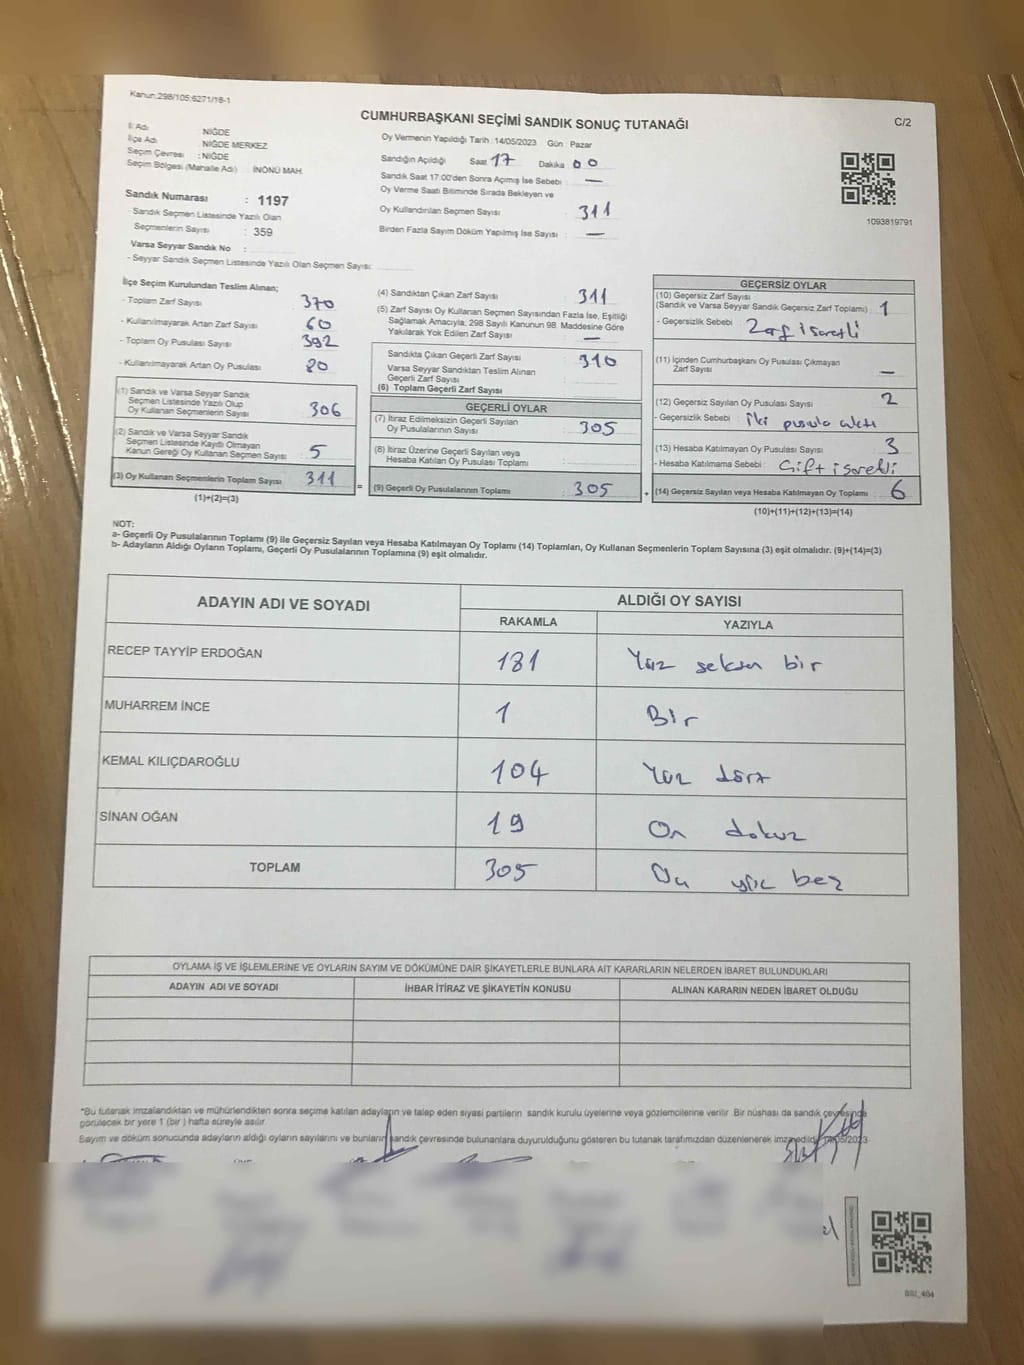 Kanun:298/105;6271/18-1
CUMHURBAŞKANI SEÇİMİ SANDIK SONUÇ TUTANAĞI
C/2
İl Adı : NİĞDE
İlçe Adı : NİĞDE MERKEZ
Seçim Çevresi : NİĞDE
Seçim Bölgesi (Mahalle Adı) : İNÖNÜ MAH.
Sandık Numarası : 1197
- Sandık Seçmen Listesinde Yazılı Olan
Seçmenlerin Sayısı : 359
Varsa Seyyar Sandık No :
- Seyyar Sandık Seçmen Listesinde Yazılı Olan Seçmen Sayısı:
Oy Vermenin Yapıldığı Tarih :14/05/2023 Gün : Pazar
Sandığın Açıldığı Saat 17 Dakika 00
Sandık Saat 17:00'den Sonra Açımış İse Sebebi : —
Oy Verme Saati Bitiminde Sırada Bekleyen ve
Oy Kullandırılan Seçmen Sayısı : 311
Birden Fazla Sayım Döküm Yapılmış İse Sayısı : —
1093819791
İlçe Seçim Kurulundan Teslim Alınan;
- Toplam Zarf Sayısı 370
- Kullanılmayarak Artan Zarf Sayısı 60
- Toplam Oy Pusulası Sayısı 392
- Kullanılmayarak Artan Oy Pusulası 80
(1) Sandık ve Varsa Seyyar Sandık
Seçmen Listesinde Yazılı Olup
Oy Kullanan Seçmenlerin Sayısı 306
(2) Sandık ve Varsa Seyyar Sandık
Seçmen Listesinde Kayıtlı Olmayan
Kanun Gereği Oy Kullanan Seçmen Sayısı : 5
(3) Oy Kullanan Seçmenlerin Toplam Sayısı 311
(1)+(2)=(3)
(4) Sandıktan Çıkan Zarf Sayısı : 311
(5) Zarf Sayısı Oy Kullanan Seçmen Sayısından Fazla İse, Eşitliği
Sağlamak Amacıyla, 298 Sayılı Kanunun 98. Maddesine Göre
Yakılarak Yok Edilen Zarf Sayısı : —
Sandıkta Çıkan Geçerli Zarf Sayısı : 310
Varsa Seyyar Sandıktan Teslim Alınan
Geçerli Zarf Sayısı :
(6) Toplam Geçerli Zarf Sayısı
GEÇERLİ OYLAR
(7) İtiraz Edilmeksizin Geçerli Sayılan
Oy Pusulalarının Sayısı : 305
(8) İtiraz Üzerine Geçerli Sayılan veya
Hesaba Katılan Oy Pusulası Toplamı :
= (9) Geçerli Oy Pusulalarının Toplamı : 305 +
GEÇERSİZ OYLAR
(10) Geçersiz Zarf Sayısı
(Sandık ve Varsa Seyyar Sandık Geçersiz Zarf Toplamı) : 1
- Geçersizlik Sebebi : Zarf işaretli
(11) İçinden Cumhurbaşkanı Oy Pusulası Çıkmayan
Zarf Sayısı : —
(12) Geçersiz Sayılan Oy Pusulası Sayısı : 2
- Geçersizlik Sebebi : iki pusula çıktı
(13) Hesaba Katılmayan Oy Pusulası Sayısı : 3
- Hesaba Katılmama Sebebi : Çift işaretli
(14) Geçersiz Sayılan veya Hesaba Katılmayan Oy Toplamı : 6
(10)+(11)+(12)+(13)=(14)
NOT:
a- Geçerli Oy Pusulalarının Toplamı (9) ile Geçersiz Sayılan veya Hesaba Katılmayan Oy Toplamı (14) Toplamları, Oy Kullanan Seçmenlerin Toplam Sayısına (3) eşit olmalıdır. (9)+(14)=(3)
b- Adayların Aldığı Oyların Toplamı, Geçerli Oy Pusulalarının Toplamına (9) eşit olmalıdır.
ADAYIN ADI VE SOYADI ALDIĞI OY SAYISI
RAKAMLA YAZIYLA
RECEP TAYYİP ERDOĞAN 181 Yüz seksen bir
MUHARREM İNCE 1 Bir
KEMAL KILIÇDAROĞLU 104 Yüz dört
SİNAN OĞAN 19 On dokuz
TOPLAM 305 yüz beş
OYLAMA İŞ VE İŞLEMLERİNE VE OYLARIN SAYIM VE DÖKÜMÜNE DAİR ŞİKAYETLERLE BUNLARA AİT KARARLARIN NELERDEN İBARET BULUNDUKLARI
ADAYIN ADI VE SOYADI İHBAR İTİRAZ VE ŞİKAYETİN KONUSU ALINAN KARARIN NEDEN İBARET OLDUĞU
*Bu tutanak imzalandıktan ve mühürlendikten sonra seçime katılan adayların ve talep eden siyasi partilerin sandık kurulu üyelerine veya gözlemcilerine verilir. Bir nüshası da sandık çevresinde
görülecek bir yere 1 (bir ) hafta süreyle asılır.
Sayım ve döküm sonucunda adayların aldığı oyların sayılarını ve bunların sandık çevresinde bulunanlara duyurulduğunu gösteren bu tutanak tarafımızdan düzenlenerek imza edildi.